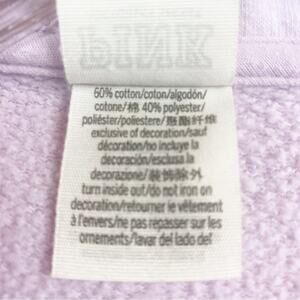 60% cotton/coton/algodón/
cotone/棉 40% polyester/
poliéster/poliestere/聚酯纤维
exclusive of decoration/sauf
décoration/no incluye la
decoración/esclusa la
decorazione/装饰除外
turn inside out/do not iron on
decoration/retourner le vêtement
à l'envers/ne pas repasser sur les
ornements/lavar del lado del